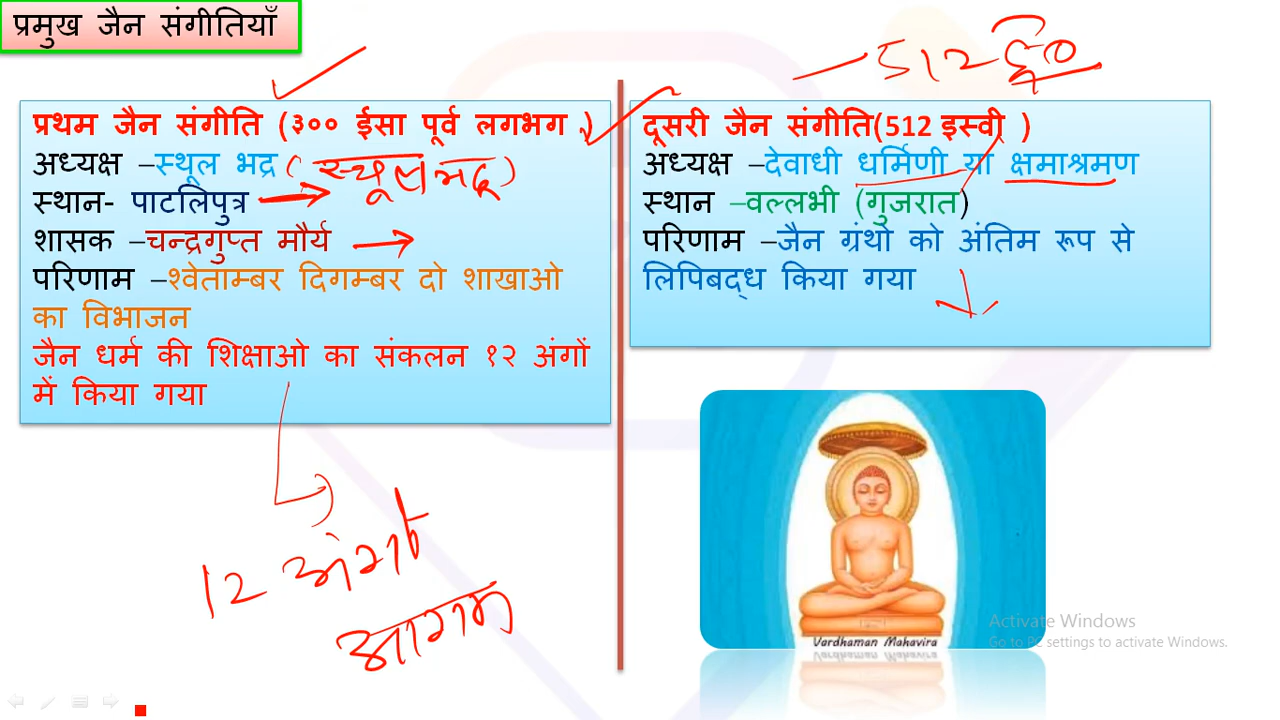 प्रमुख जैन संगीतियाँ
512 ई०
प्रथम जैन संगीति (३०० ईसा पूर्व लगभग )
अध्यक्ष –स्थूल भद्र ( स्थूलभद्र )
स्थान- पाटलिपुत्र
शासक –चन्द्रगुप्त मौर्य
परिणाम –श्वेताम्बर दिगम्बर दो शाखाओ
का विभाजन
जैन धर्म की शिक्षाओ का संकलन १२ अंगों
में किया गया
12 अंगों
आगम
दूसरी जैन संगीति(512 इस्वी )
अध्यक्ष –देवाधी धर्मिणी या क्षमाश्रमण
स्थान –वल्लभी (गुजरात)
परिणाम –जैन ग्रंथो को अंतिम रूप से
लिपिबद्ध किया गया
Vardhaman Mahavira
Activate Windows
Go to PC settings to activate Windows.